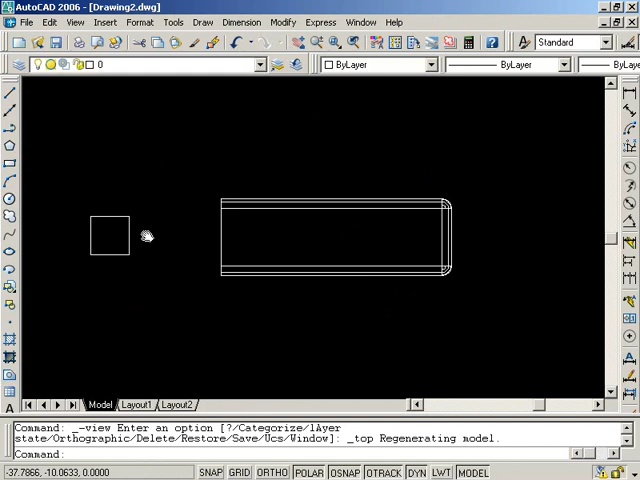 AutoCAD 2006 - [Drawing2.dwg]
File Edit View Insert Format Tools Draw Dimension Modify Express Window Help
Standard
0
ByLayer
ByLayer
ByLay
Model Layout1 Layout2
Command: _-view Enter an option [?/Categorize/lAyer
state/Orthographic/Delete/Restore/Save/Ucs/Window]: _top Regenerating model.
Command:
-37.7866, -10.0633, 0.0000
SNAP GRID ORTHO POLAR OSNAP OTRACK DYN LWT MODEL